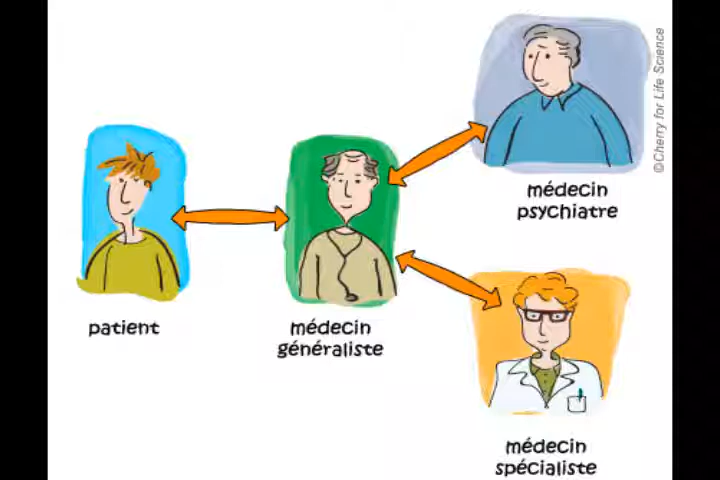 patient
médecin
généraliste
médecin
psychiatre
médecin
spécialiste
©Cherry for Life Science